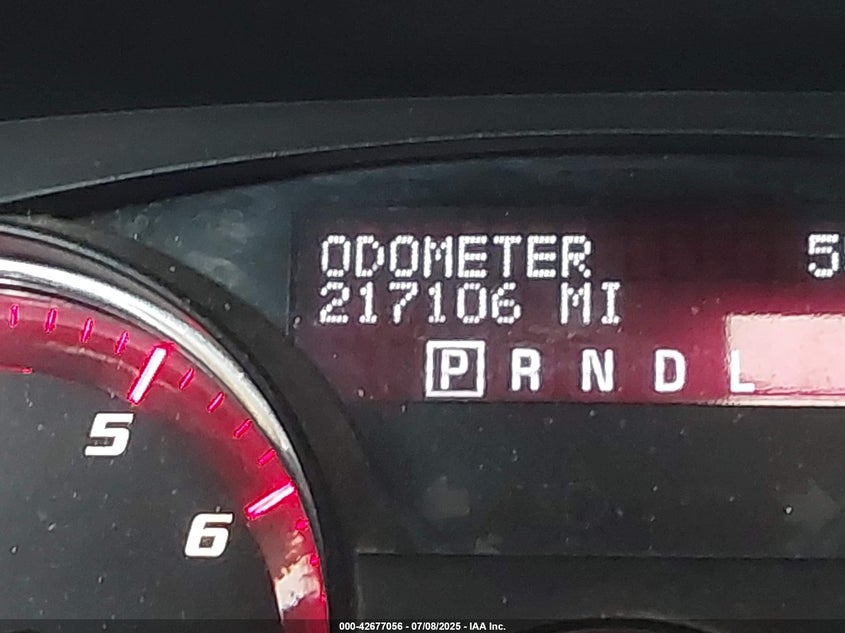 ODOMETER
217106 MI
P R N D L
5
6
000-42677056 - 07/08/2025 - IAA Inc.